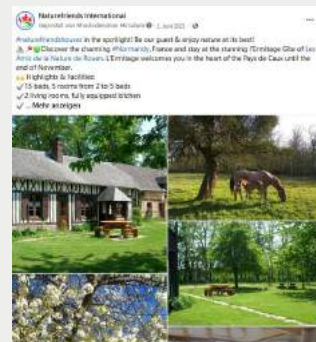 Naturefriends International
#naturefriendshouses in the spotlight! Be our guest & enjoy nature at its best!
Discover the charming #Normandy, France and stay at the stunning l'Ermitage Gîte of Les
Amis de la Nature de Rouen. L'Ermitage welcomes you in the heart of the Pays de Caux until the
end of November.
Highlights & facilities:
✓15 beds, 5 rooms from 2 to 5 beds
✓2 living rooms, fully equipped kitchen
✓ ... Mehr anzeigen